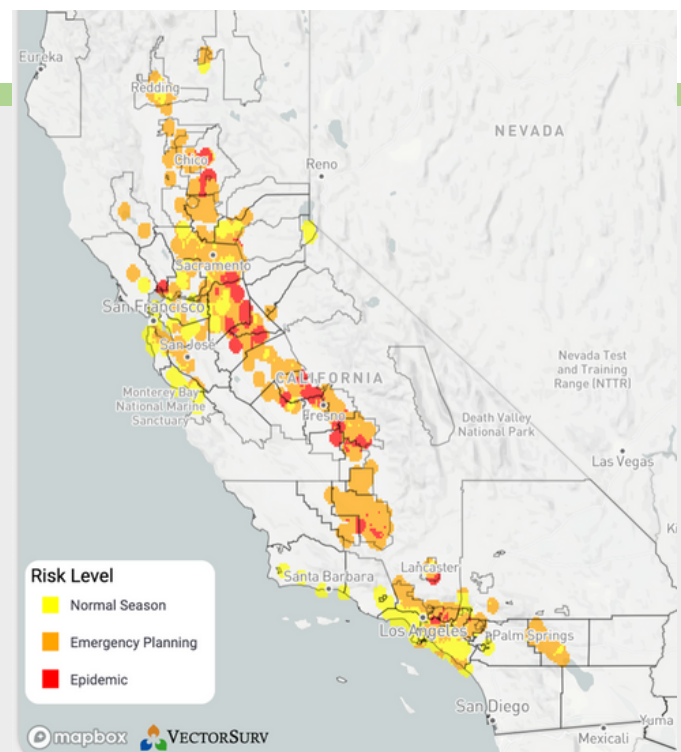 Eureka
Redding
NEVADA
Chico
Reno
Sacramento
San Francisco
San Jose
CALIFORNIA
Monterey Bay
National Marine
Sanctuary
Fresno
Nevada Test
and Training
Range (NTTR)
Death Valley
National Park
Las Vegas
Ki
Lancaster
Santa Barbara
Los Angeles
Palm Springs
San Diego
Yuma
Mexicali
Risk Level
Normal Season
Emergency Planning
Epidemic
mapbox
VECTORSURV